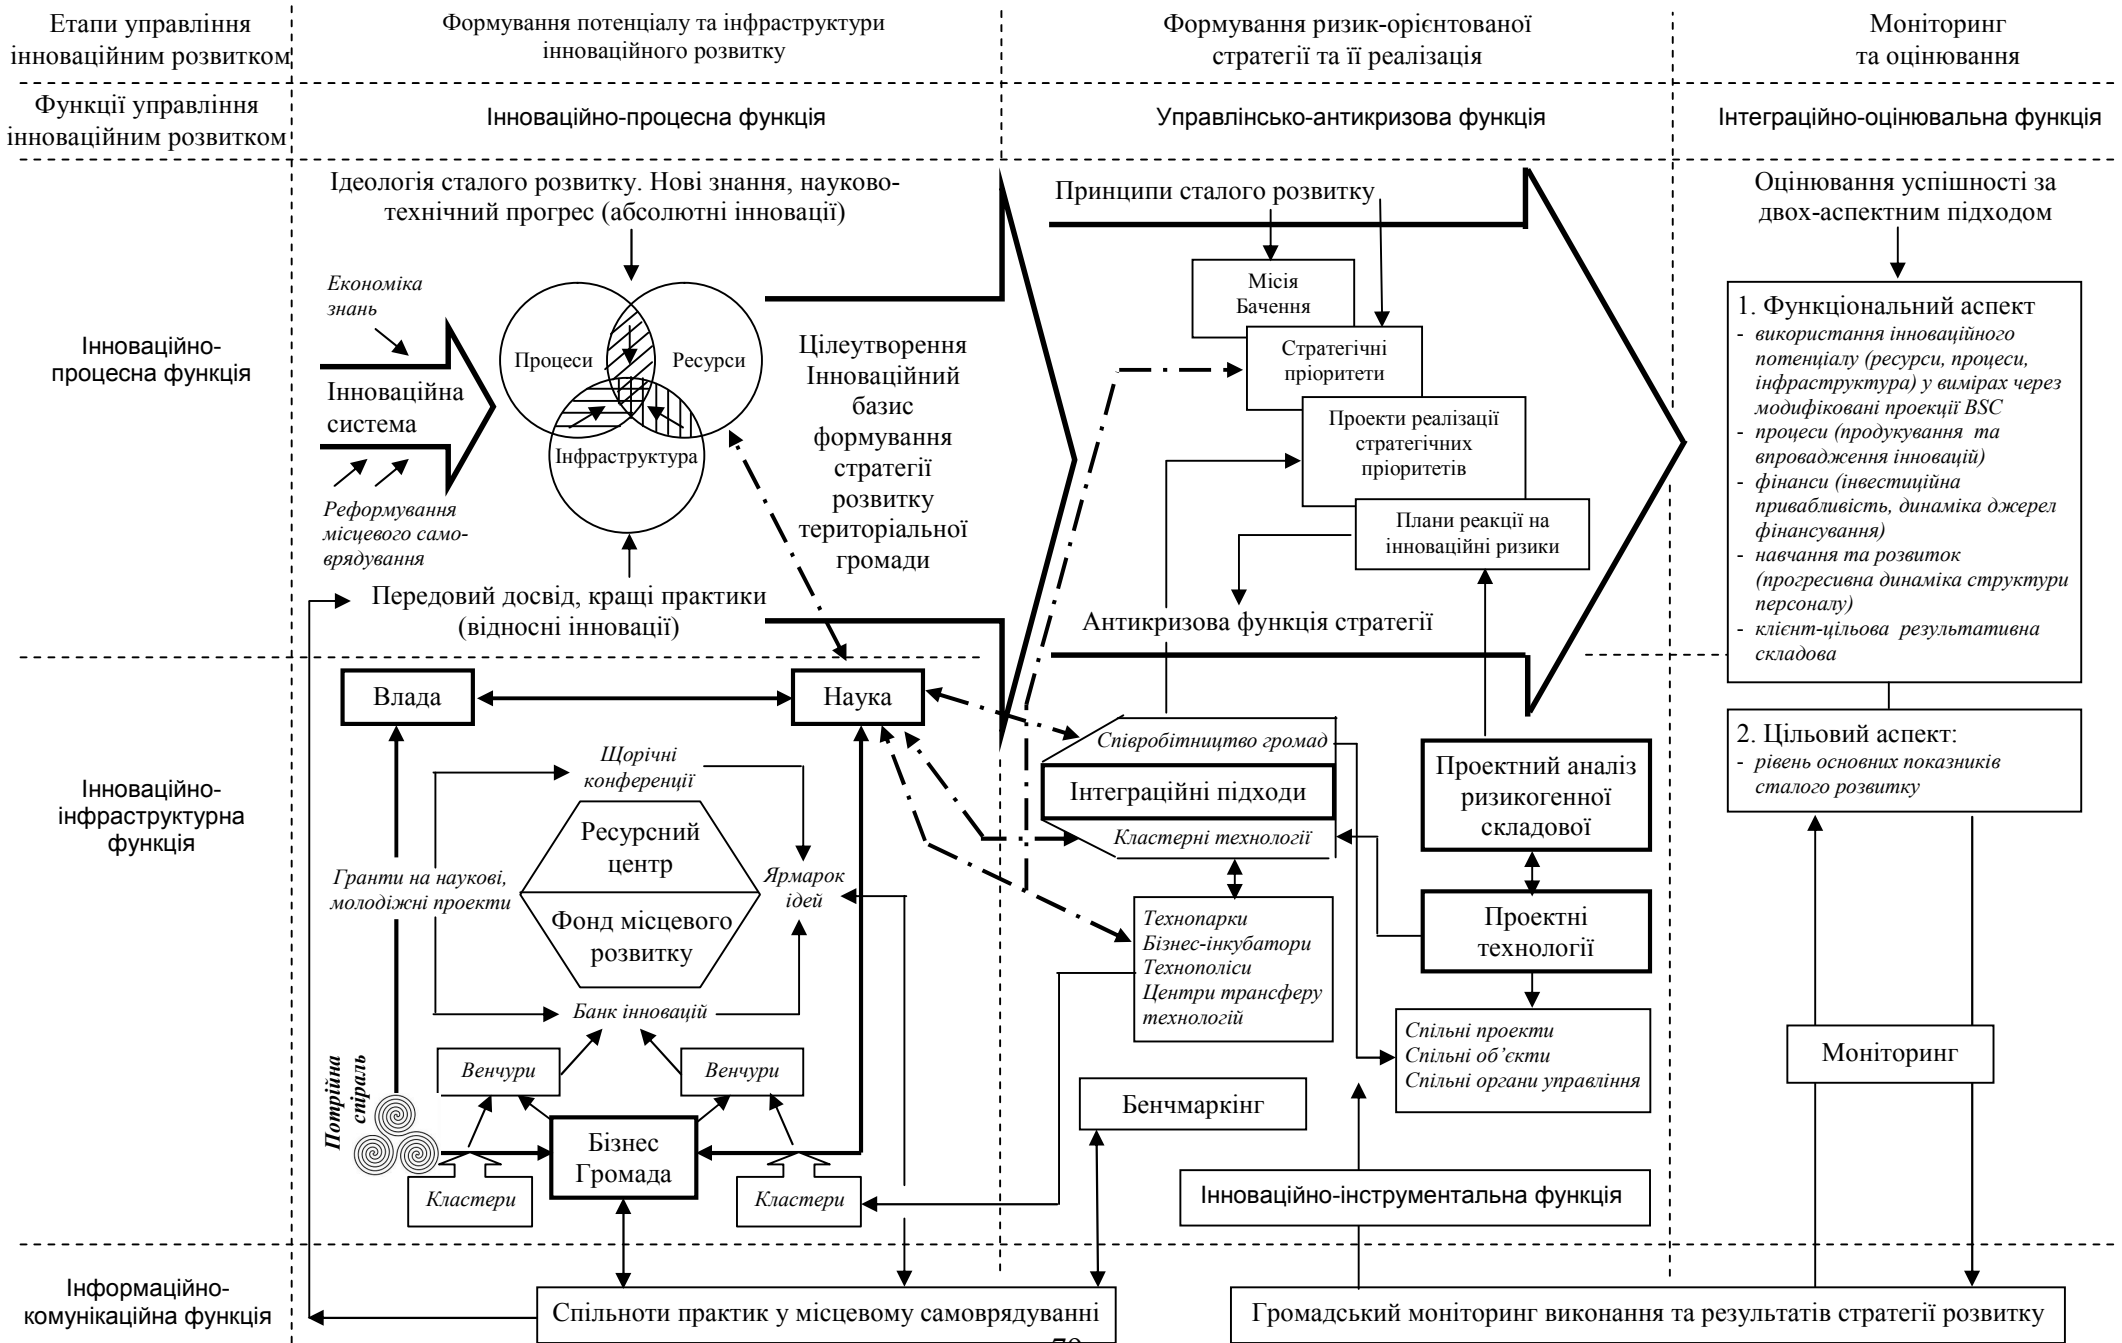 Етапи управління
інноваційним розвитком
Формування потенціалу та інфраструктури
інноваційного розвитку
Формування ризик-орієнтованої
стратегії та її реалізація
Моніторинг
та оцінювання
Функції управління
інноваційним розвитком
Інноваційно-процесна функція
Управлінсько-антикризова функція
Інтеграційно-оцінювальна функція
Інноваційно-
процесна функція
Ідеологія сталого розвитку. Нові знання, науково-
технічний прогрес (абсолютні інновації)
Економіка
знань
Інноваційна
система
Реформування
місцевого само-
врядування
Процеси
Ресурси
Інфраструктура
Цілеутворення
Інноваційний
базис
формування
стратегії
розвитку
територіальної
громади
Передовий досвід, кращі практики
(відносні інновації)
Принципи сталого розвитку
Місія
Бачення
Стратегічні
пріоритети
Проекти реалізації
стратегічних
пріоритетів
Плани реакції на
інноваційні ризики
Антикризова функція стратегії
Оцінювання успішності за
двох-аспектним підходом
1. Функціональний аспект
- використання інноваційного
потенціалу (ресурси, процеси,
інфраструктура) у вимірах через
модифіковані проекції BSC
- процеси (продукування та
впровадження інновацій)
- фінанси (інвестиційна
привабливість, динаміка джерел
фінансування)
- навчання та розвиток
(прогресивна динаміка структури
персоналу)
- клієнт-цільова результативна
складова
2. Цільовий аспект:
- рівень основних показників
сталого розвитку
Моніторинг
Інноваційно-
інфраструктурна
функція
Влада
Наука
Щорічні
конференції
Ресурсний
центр
Фонд місцевого
розвитку
Гранти на наукові,
молодіжні проекти
Ярмарок
ідей
Банк інновацій
Венчури
Венчури
Потрійна
спіраль
Бізнес
Громада
Кластери
Кластери
Співробітництво громад
Інтеграційні підходи
Кластерні технології
Технопарки
Бізнес-інкубатори
Технополіси
Центри трансферу
технологій
Проектний аналіз
ризикогенної
складової
Проектні
технології
Спільні проекти
Спільні об’єкти
Спільні органи управління
Бенчмаркінг
Інноваційно-інструментальна функція
Інформаційно-
комунікаційна функція
Спільноти практик у місцевому самоврядуванні
Громадський моніторинг виконання та результатів стратегії розвитку